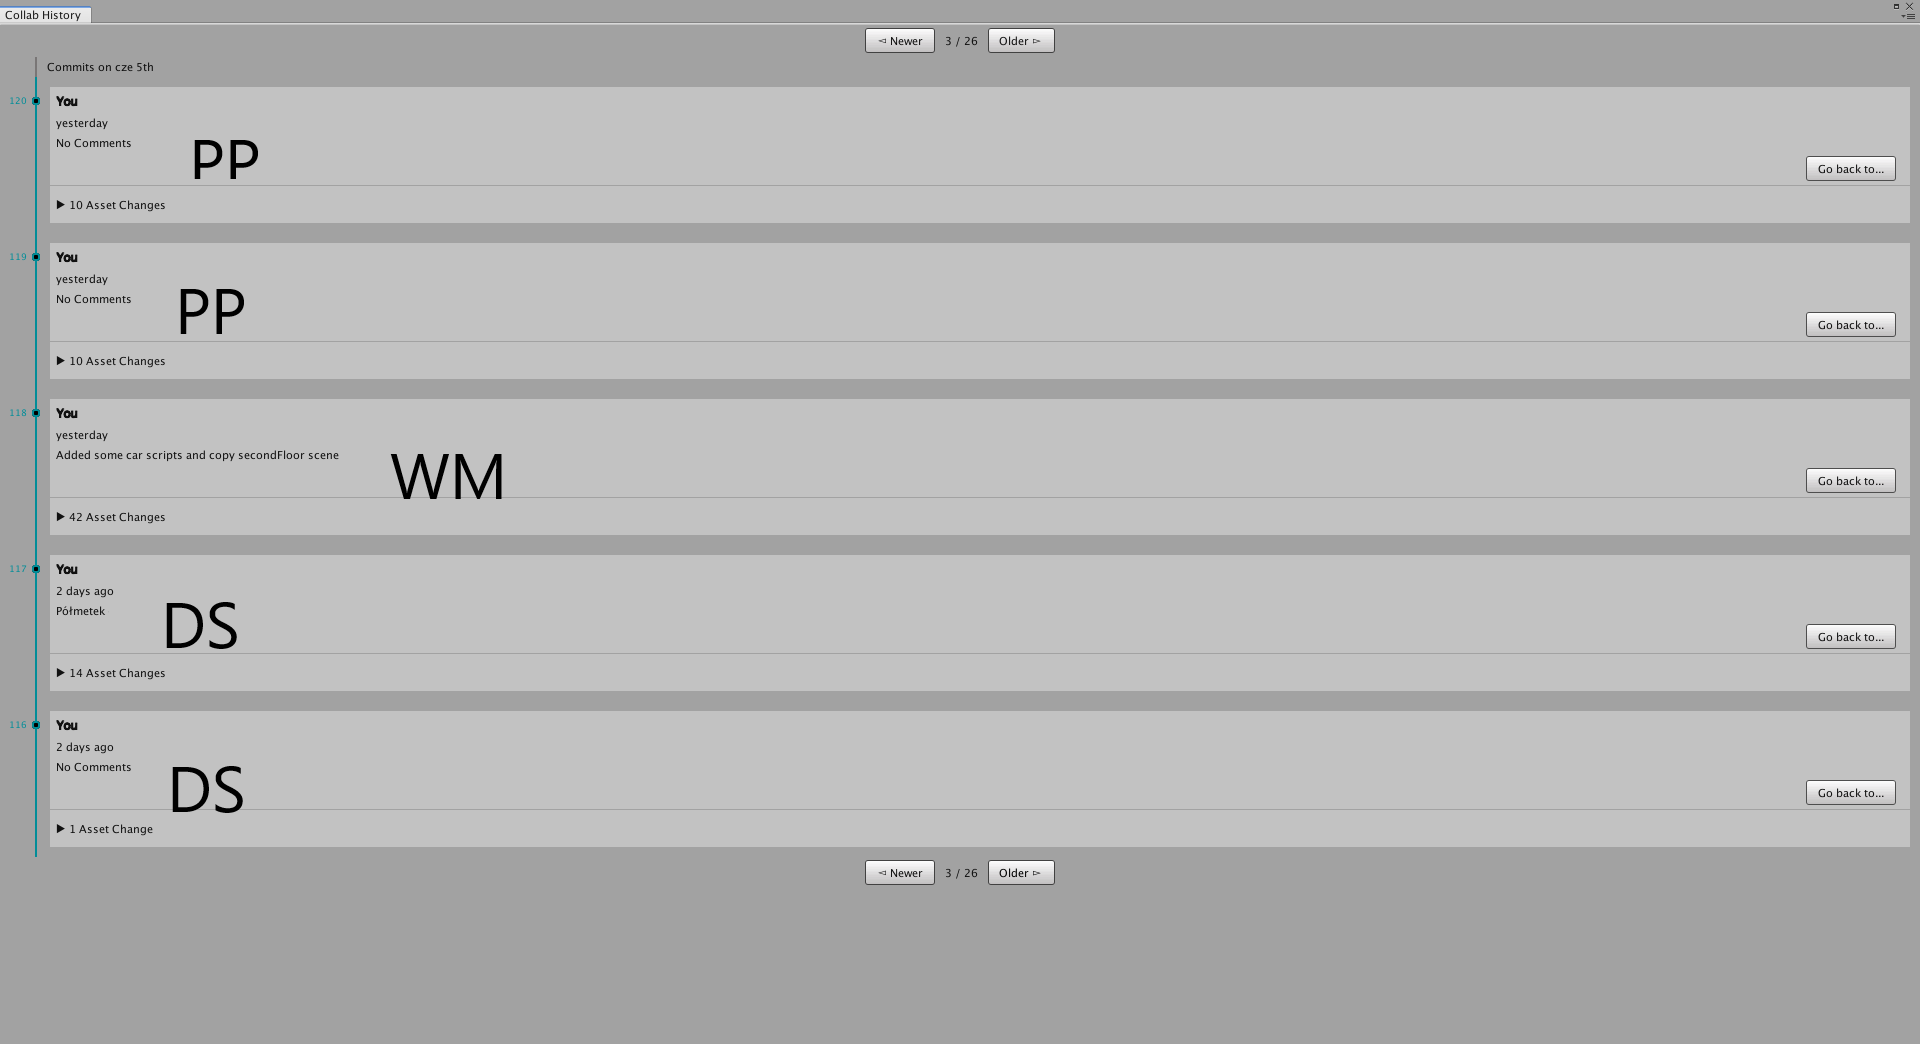 Collab History
◅ Newer 3 / 26 Older ▻
Commits on cze 5th
120 You
yesterday
No Comments
PP
Go back to...
▶ 10 Asset Changes
119 You
yesterday
No Comments
PP
Go back to...
▶ 10 Asset Changes
118 You
yesterday
Added some car scripts and copy secondFloor scene
WM
Go back to...
▶ 42 Asset Changes
117 You
2 days ago
Półmetek
DS
Go back to...
▶ 14 Asset Changes
116 You
2 days ago
No Comments
DS
Go back to...
▶ 1 Asset Change
◅ Newer 3 / 26 Older ▻